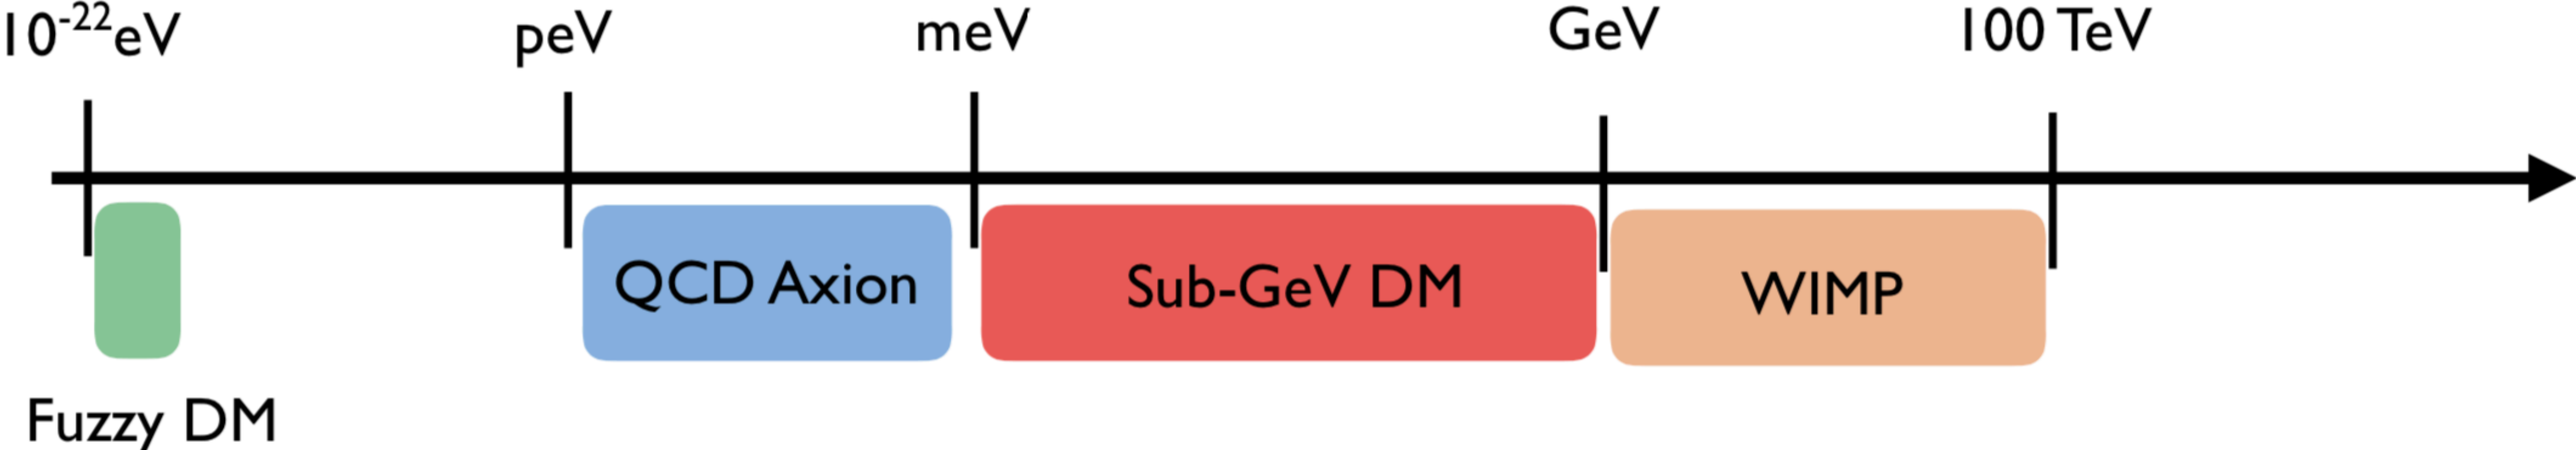 10⁻²²eV peV meV GeV 100 TeV
QCD Axion Sub-GeV DM WIMP
Fuzzy DM